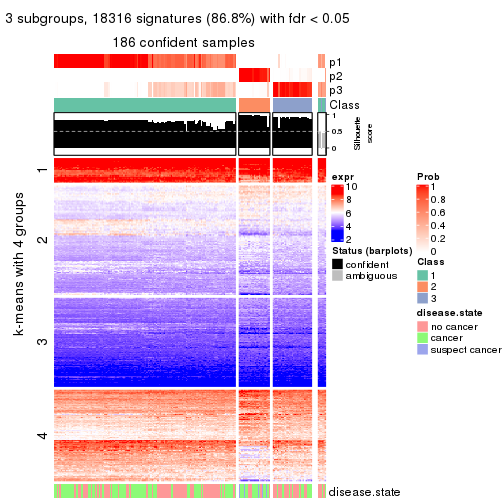 3 subgroups, 18316 signatures (86.8%) with fdr < 0.05
186 confident samples
p1
p2
p3
Class
1
0.5
0
Silhouette
score
k-means with 4 groups
1
2
3
4
disease.state
expr
10
8
6
4
2
Status (barplots)
confident
ambiguous
Prob
1
0.8
0.6
0.4
0.2
0
Class
1
2
3
disease.state
no cancer
cancer
suspect cancer